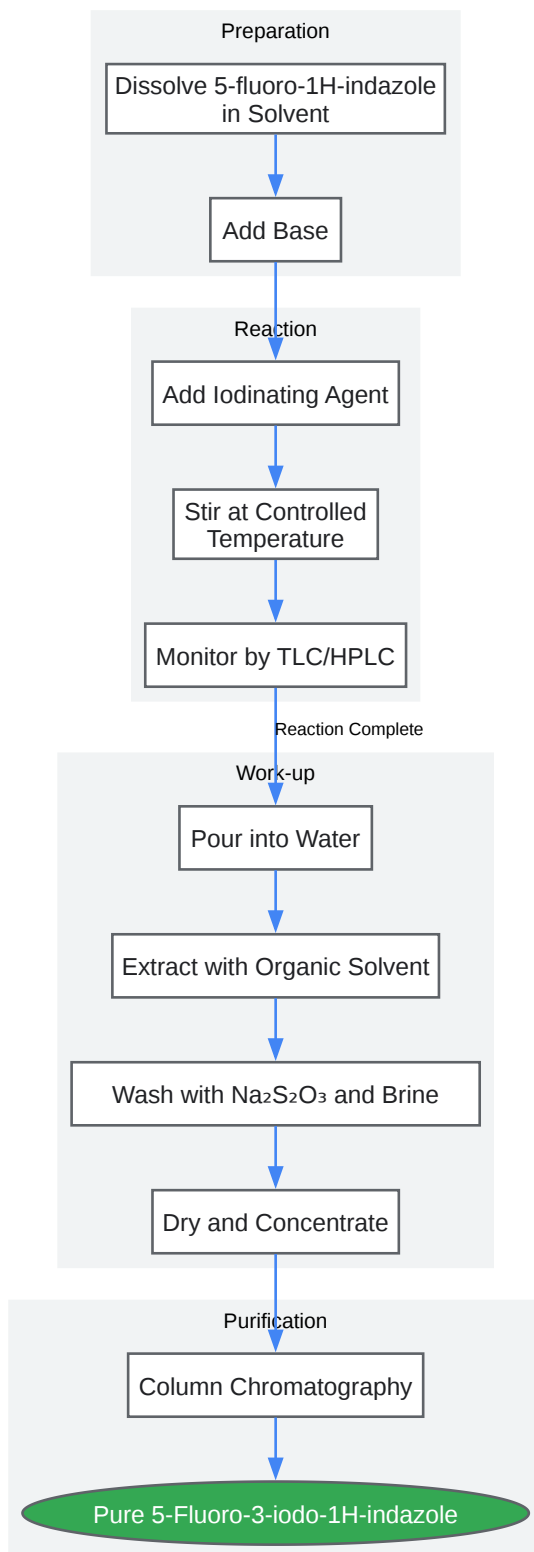 Preparation
Dissolve 5-fluoro-1H-indazole
in Solvent
Add Base
Reaction
Add Iodinating Agent
Stir at Controlled
Temperature
Monitor by TLC/HPLC
Reaction Complete
Work-up
Pour into Water
Extract with Organic Solvent
Wash with Na₂S₂O₃ and Brine
Dry and Concentrate
Purification
Column Chromatography
Pure 5-Fluoro-3-iodo-1H-indazole